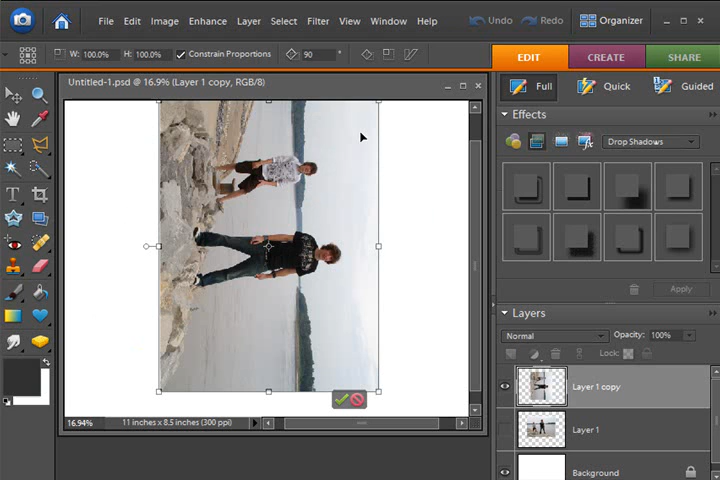 File Edit Image Enhance Layer Select Filter View Window Help Undo Redo Organizer
W: 100.0% H: 100.0% Constrain Proportions 90 °
EDIT CREATE SHARE
Untitled-1.psd @ 16.9% (Layer 1 copy, RGB/8)
Full Quick Guided
Effects
Drop Shadows
Apply
Layers
Normal Opacity: 100%
Lock:
Layer 1 copy
Layer 1
Background
16.94% 11 inches x 8.5 inches (300 ppi)